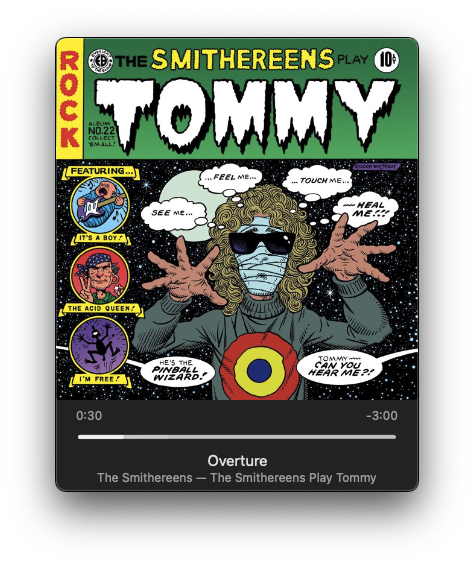 ROCK
THE SMITHEREENS PLAY
10¢
TOMMY
ALBUM
NO.22
COLLECT
'EM ALL!
FEATURING...
IT'S A BOY!
THE ACID QUEEN!
I'M FREE!
SEE ME...
...FEEL ME...
...TOUCH ME...
HEAL
ME!!!
HE'S THE
PINBALL
WIZARD!
TOMMY
CAN YOU
HEAR ME?!
0:30
-3:00
Overture
The Smithereens — The Smithereens Play Tommy